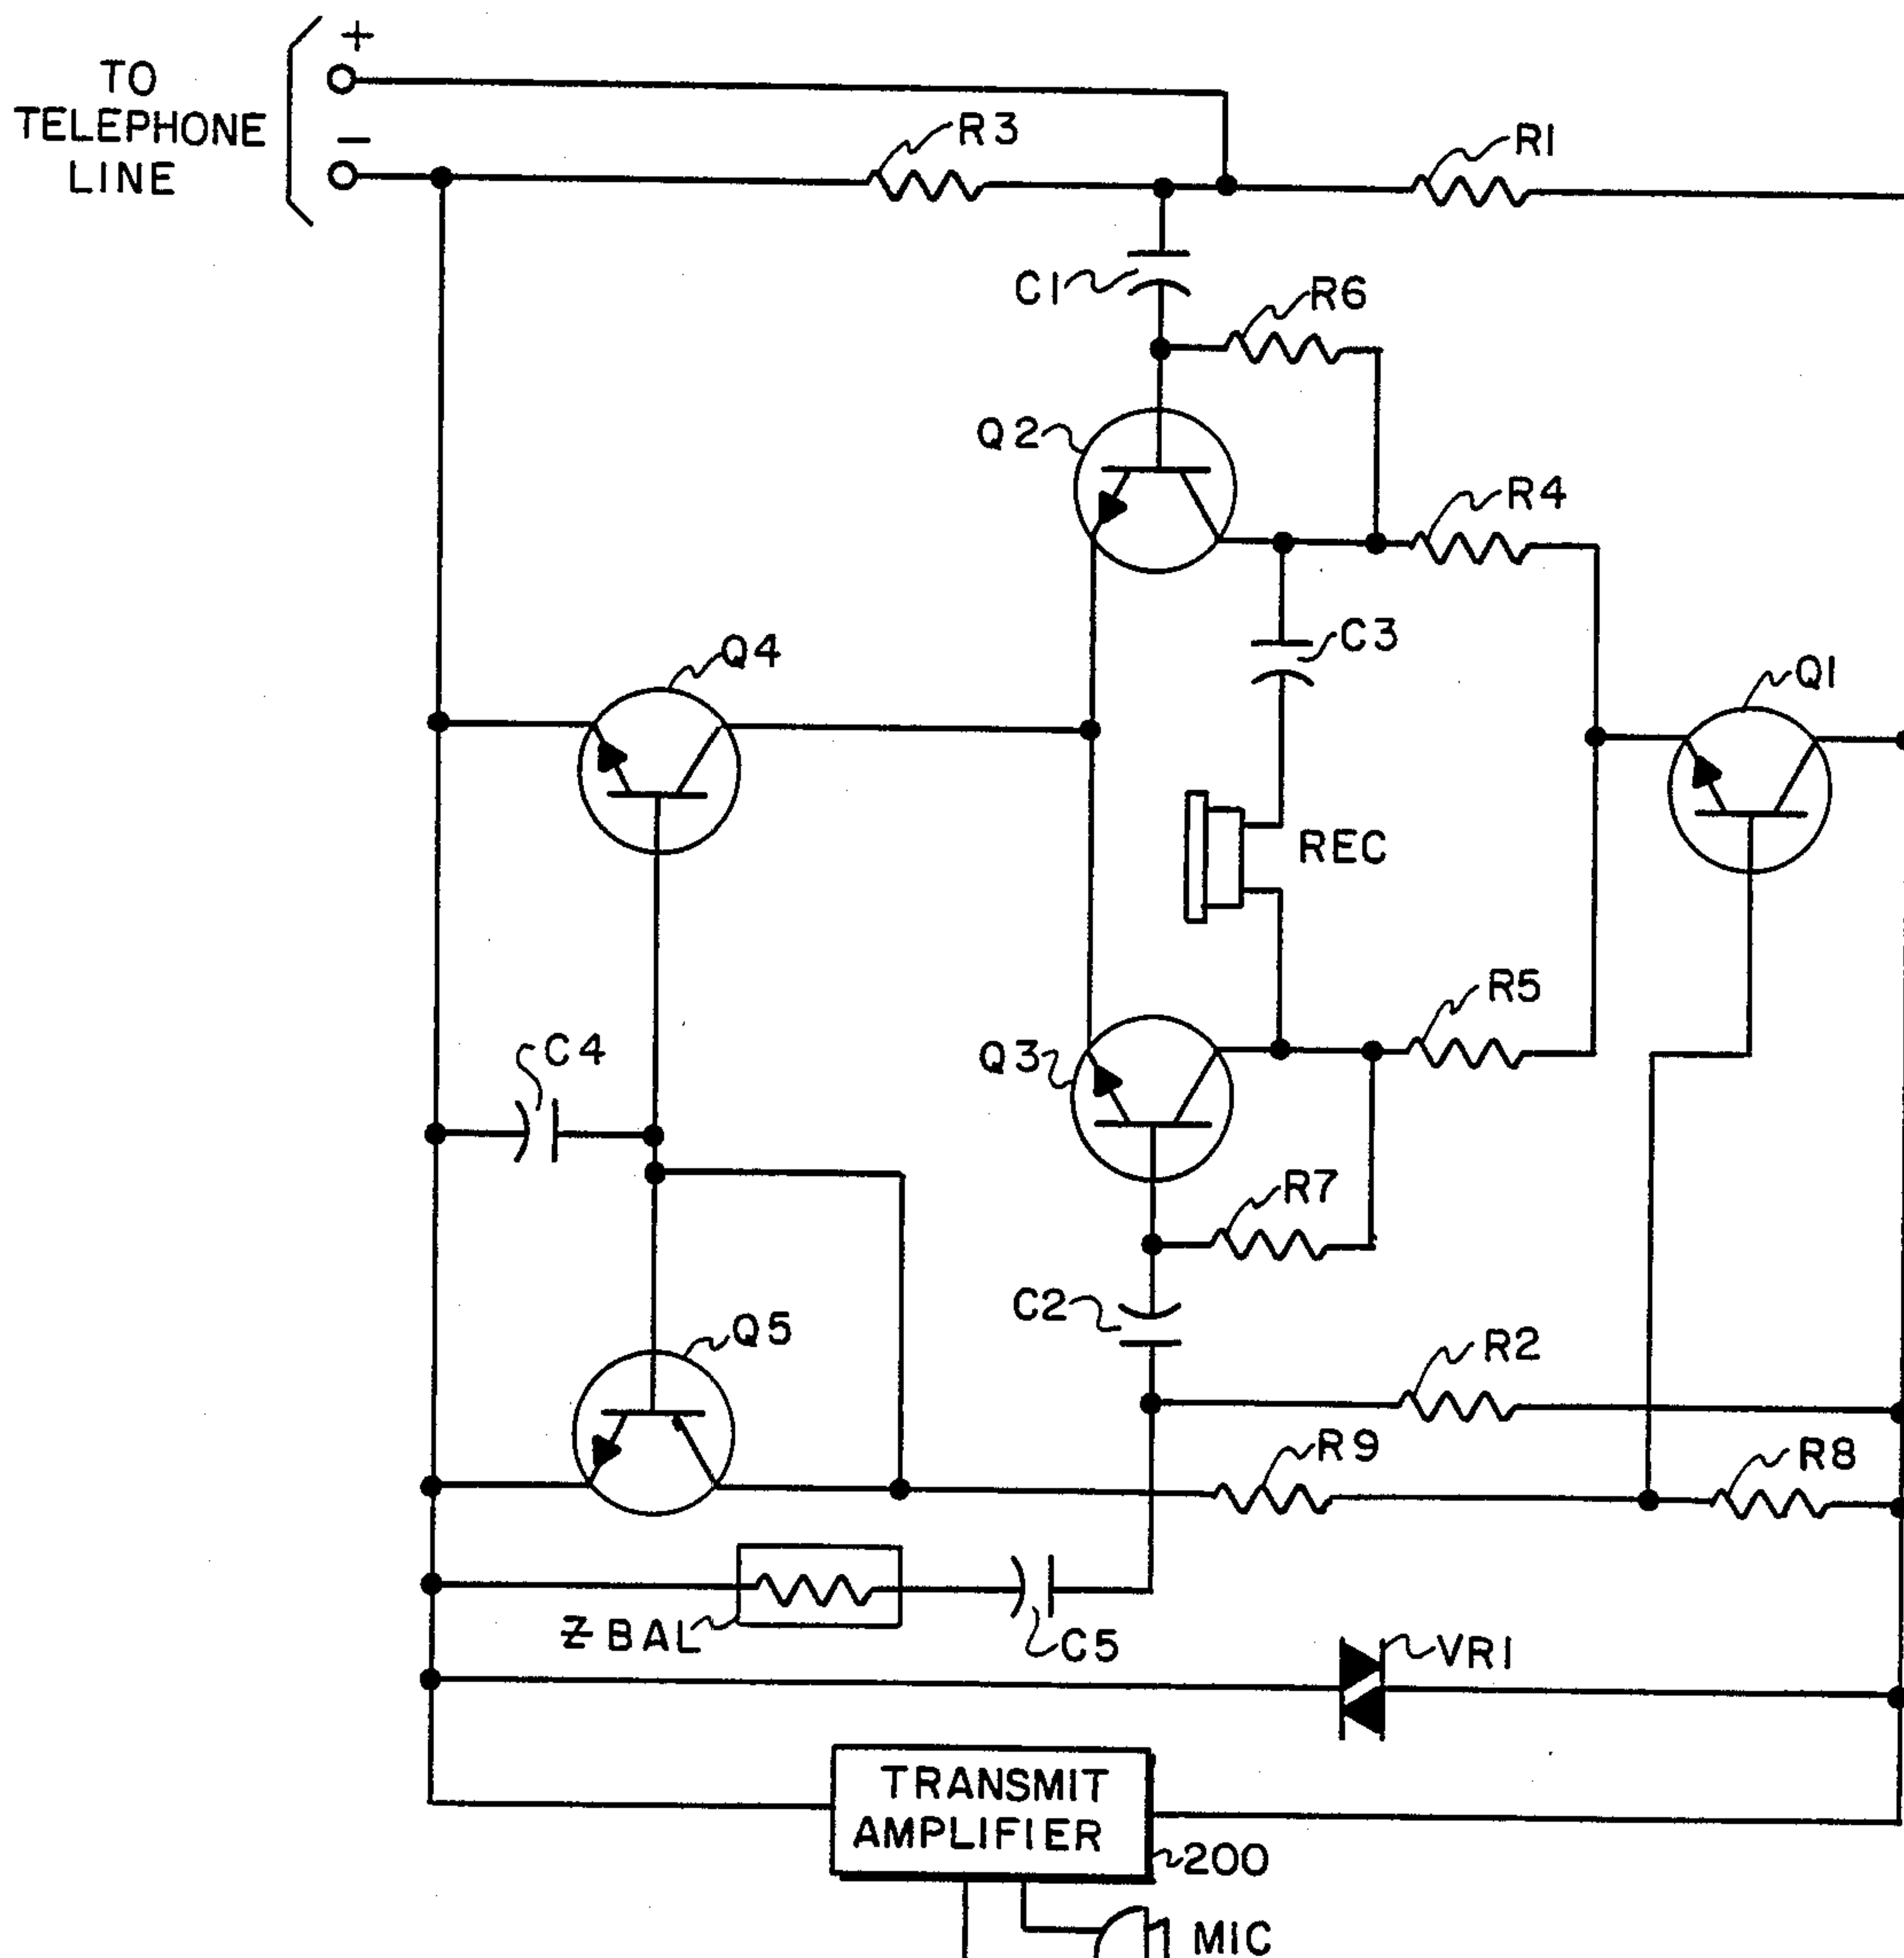 +
TO
TELEPHONE
LINE
−
R3
R1
C1
R6
Q2
R4
C3
Q4
Q1
REC
R5
C4
Q3
R7
C2
Q5
R2
R9
R8
Z BAL
C5
VR1
TRANSMIT
AMPLIFIER
200
MIC